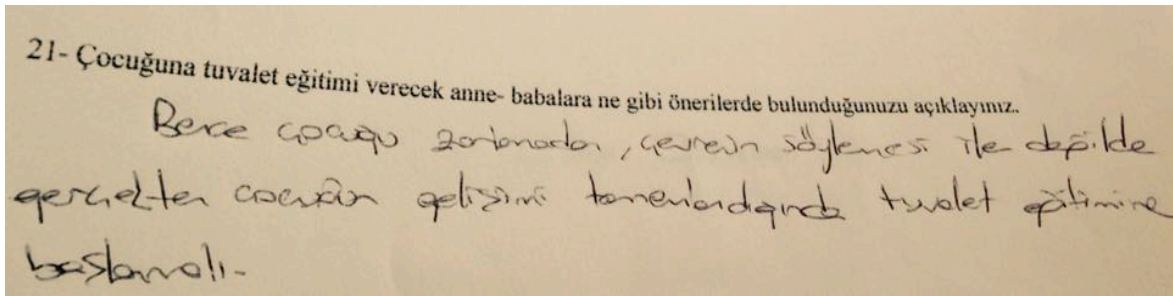 21- Çocuğuna tuvalet eğitimi verecek anne- babalara ne gibi önerilerde bulunduğunuzu açıklayınız.
Bence çocuğu zorlamadan, çevrenin söylemesi ile değilde
gerçekten çocuğun gelişimi tamamlandığında tuvalet eğitimine
başlamalı.